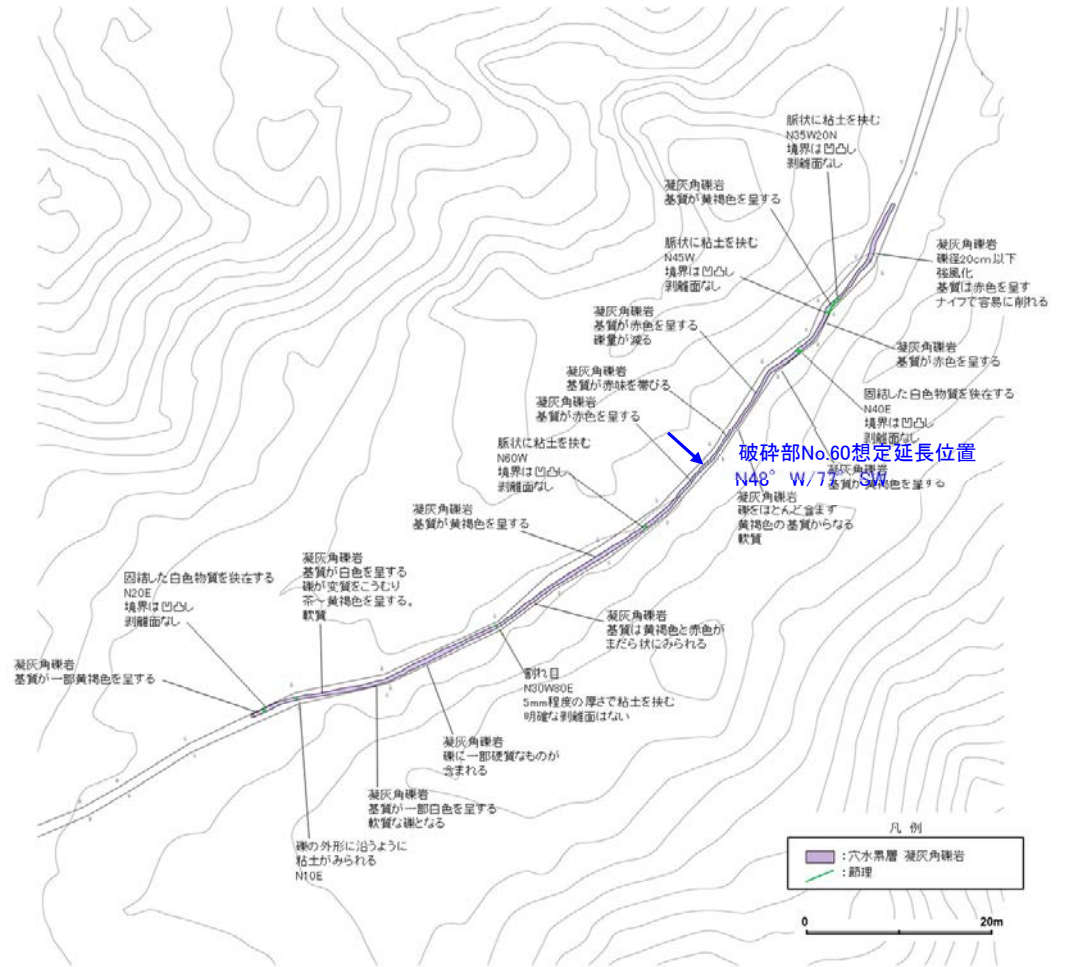 脈状に粘土を挟む
N35W20N
境界は凹凸し
剥離面なし
凝灰角礫岩
基質が黄褐色を呈する
脈状に粘土を挟む
N45W
境界は凹凸し
剥離面なし
凝灰角礫岩
礫径20cm以下
強風化
基質は赤色を呈す
ナイフで容易に削れる
凝灰角礫岩
基質が赤色を呈する
礫量が減る
凝灰角礫岩
基質が赤色を呈する
凝灰角礫岩
基質が赤味を帯びる
固結した白色物質を狭在する
N40E
境界は凹凸し
剥離面なし
凝灰角礫岩
基質が赤色を呈する
脈状に粘土を挟む
N60W
境界は凹凸し
剥離面なし
破砕部No.60想定延長位置
N48°W/77°SW
凝灰角礫岩
基質が黄褐色を呈する
凝灰角礫岩
礫をほとんど含ます
黄褐色の基質からなる
軟質
凝灰角礫岩
基質が黄褐色を呈する
凝灰角礫岩
基質が白色を呈する
礫が変質をこうむり
茶～黄褐色を呈する。
軟質
固結した白色物質を狭在する
N20E
境界は凹凸し
剥離面なし
凝灰角礫岩
基質は黄褐色と赤色が
まだら状にみられる
凝灰角礫岩
基質が一部黄褐色を呈する
割れ目
N30W80E
5mm程度の厚さで粘土を挟む
明確な剥離面はない
凝灰角礫岩
礫に一部硬質なものが
含まれる
凝灰角礫岩
基質が一部白色を呈する
軟質な礫となる
礫の外形に沿うように
粘土がみられる
N10E
凡 例
:穴水累層 凝灰角礫岩
:節理
0 20m